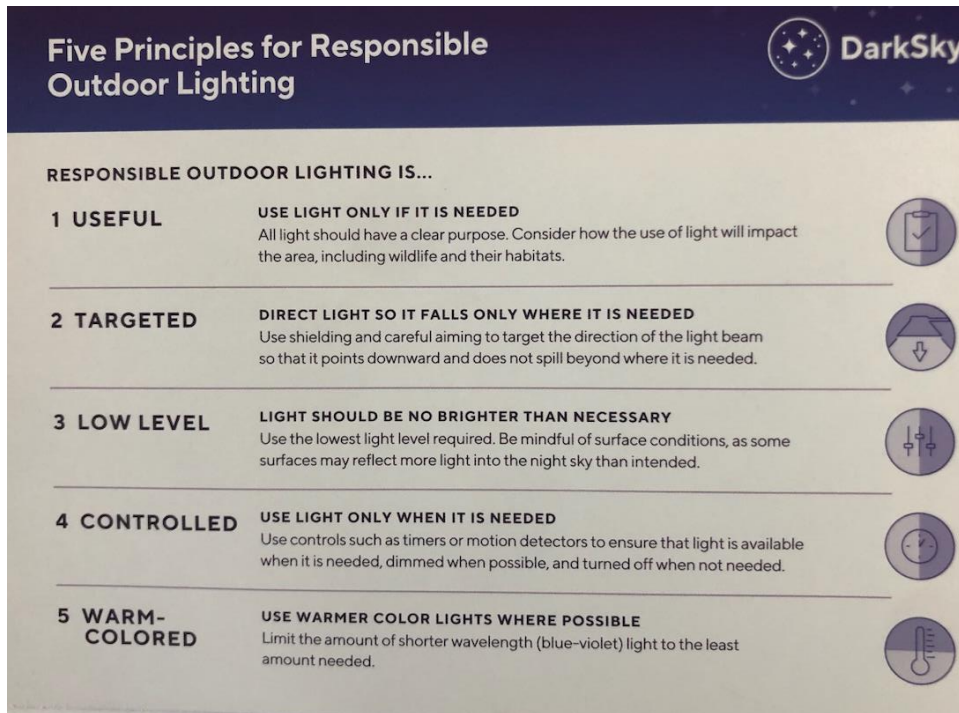 Five Principles for Responsible
Outdoor Lighting
DarkSky
RESPONSIBLE OUTDOOR LIGHTING IS...
1 USEFUL
USE LIGHT ONLY IF IT IS NEEDED
All light should have a clear purpose. Consider how the use of light will impact
the area, including wildlife and their habitats.
2 TARGETED
DIRECT LIGHT SO IT FALLS ONLY WHERE IT IS NEEDED
Use shielding and careful aiming to target the direction of the light beam
so that it points downward and does not spill beyond where it is needed.
3 LOW LEVEL
LIGHT SHOULD BE NO BRIGHTER THAN NECESSARY
Use the lowest light level required. Be mindful of surface conditions, as some
surfaces may reflect more light into the night sky than intended.
4 CONTROLLED
USE LIGHT ONLY WHEN IT IS NEEDED
Use controls such as timers or motion detectors to ensure that light is available
when it is needed, dimmed when possible, and turned off when not needed.
5 WARM-
COLORED
USE WARMER COLOR LIGHTS WHERE POSSIBLE
Limit the amount of shorter wavelength (blue-violet) light to the least
amount needed.